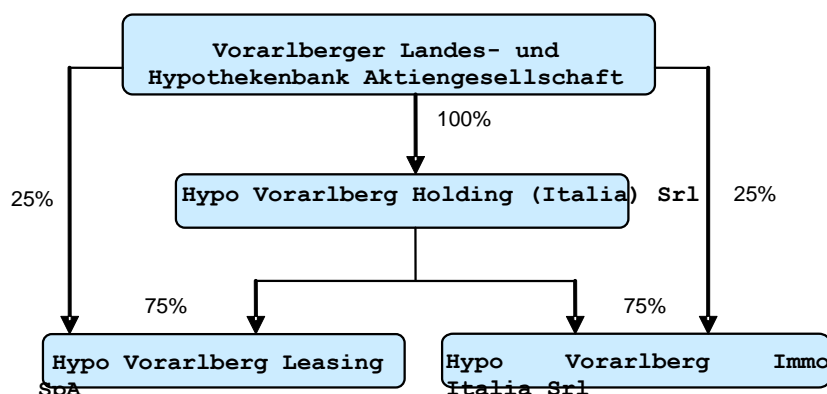 Vorarlberger Landes- und
Hypothekenbank Aktiengesellschaft
100%
25%
Hypo Vorarlberg Holding (Italia) Srl
25%
75%
75%
Hypo Vorarlberg Leasing
SpA
Hypo Vorarlberg Immo
Italia Srl